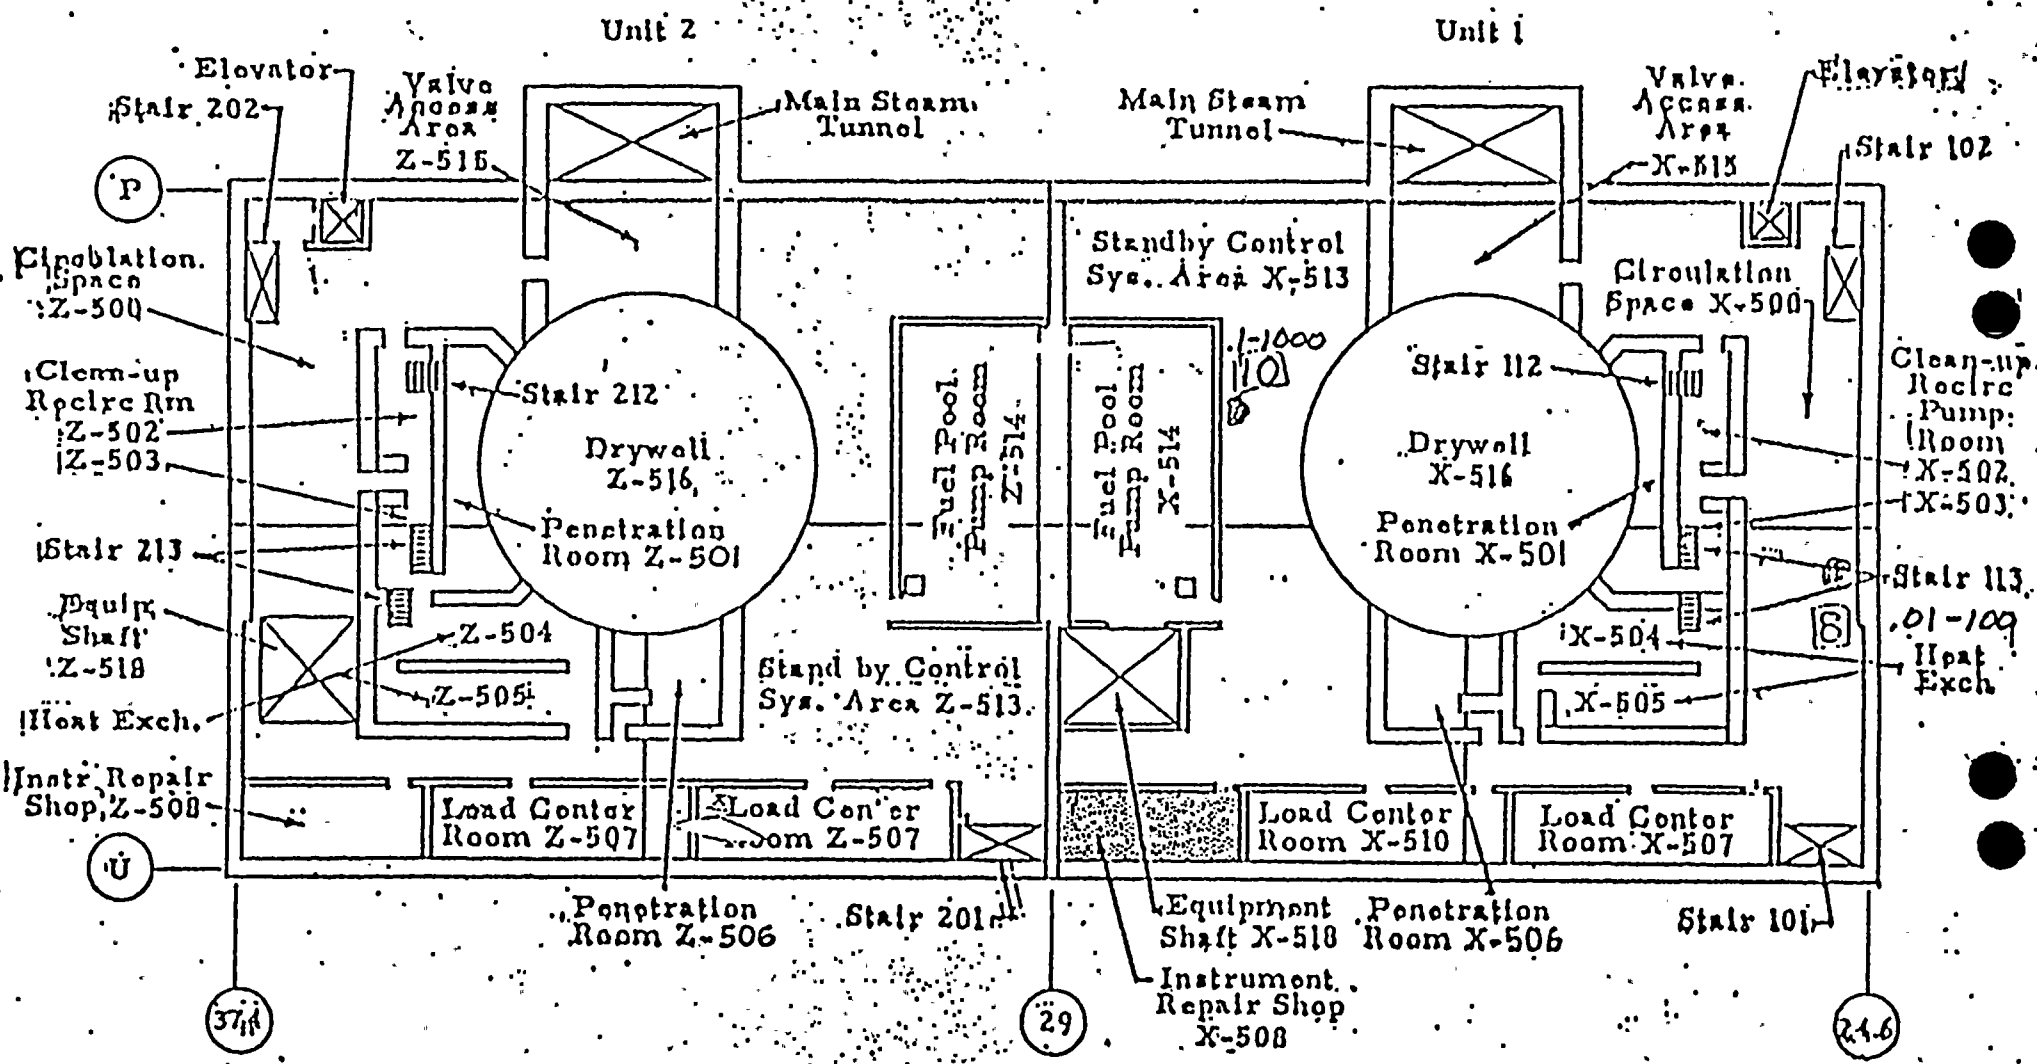 Unit 2
Unit 1
Elevator
Stair 202
Valve
Access
Area
Z-515
Main Steam
Tunnel
Main Steam
Tunnel
Valve
Access
Area
X-515
Elevator
Stair 102
P
Circulation
Space
Z-500
Standby Control
Sys. Area X-513
Circulation
Space X-500
Clean-up
Recirc Rm
Z-502
Z-503
Stair 212
Drywell
Z-516
Fuel Pool
Pump Room
Z-514
Fuel Pool
Pump Room
X-514
1-1000
Stair 112
Drywell
X-516
Clean-up
Recirc
Pump
Room
X-502
X-503
Stair 213
Penetration
Room Z-501
Penetration
Room X-501
Stair 113
Equip
Shaft
Z-518
Z-504
Z-505
Heat Exch.
Stand by Control
Sys. Area Z-513
X-504
X-505
01-109
Heat
Exch
Instr. Repair
Shop Z-508
Load Center
Room Z-507
Load Center
Room Z-507
Load Center
Room X-510
Load Center
Room X-507
U
Penetration
Room Z-506
Stair 201
Equipment
Shaft X-518
Penetration
Room X-506
Stair 101
Instrument
Repair Shop
X-508
29